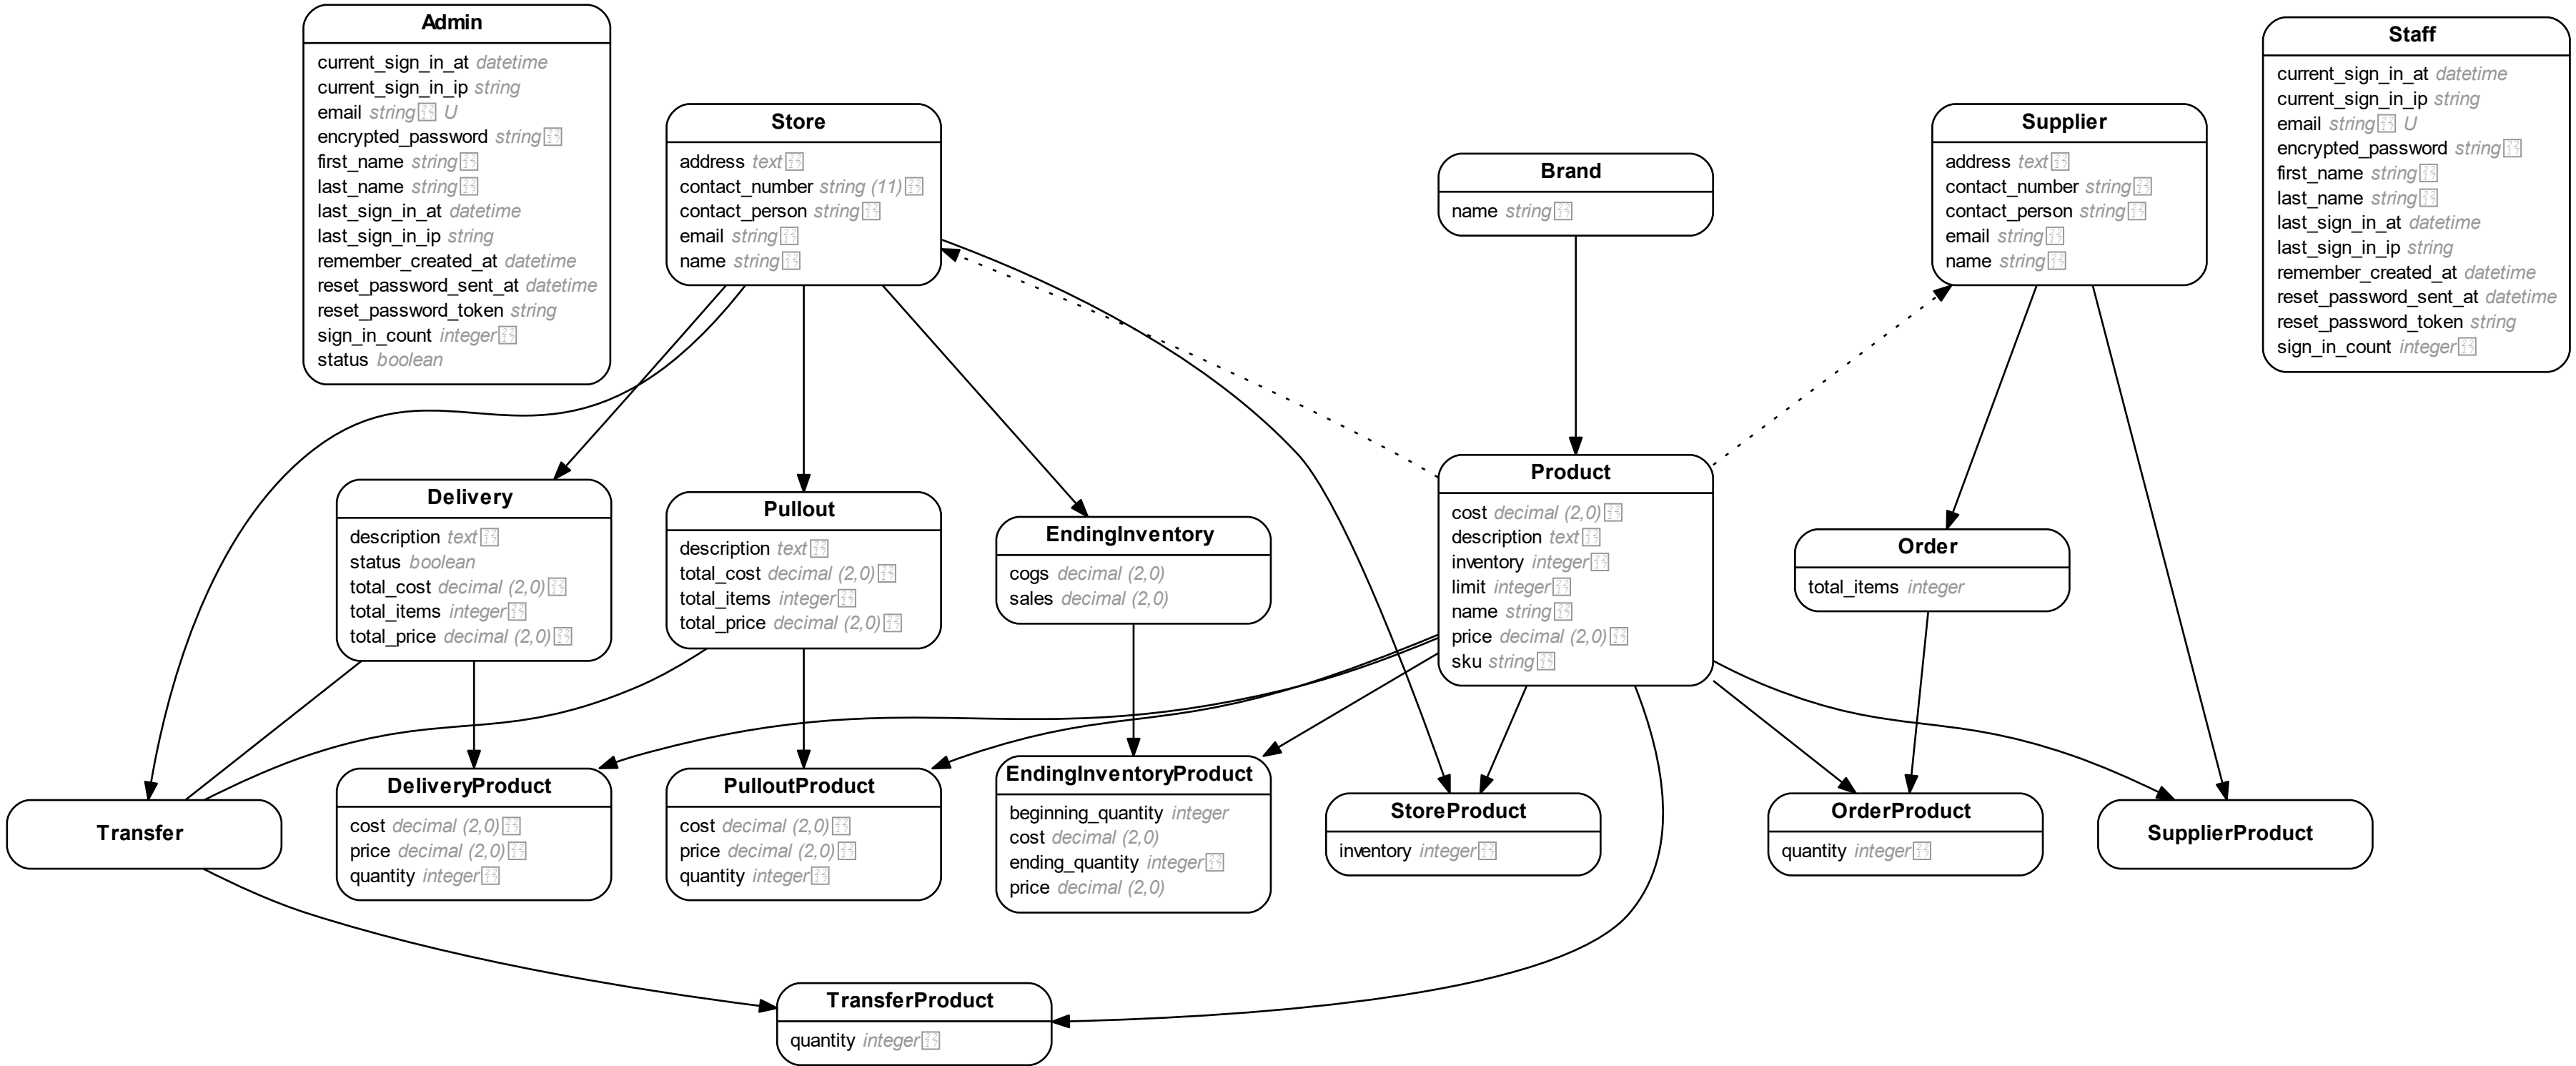 Admin
current_sign_in_at datetime
current_sign_in_ip string
email string U
encrypted_password string
first_name string
last_name string
last_sign_in_at datetime
last_sign_in_ip string
remember_created_at datetime
reset_password_sent_at datetime
reset_password_token string
sign_in_count integer
status boolean
Store
address text
contact_number string (11)
contact_person string
email string
name string
Brand
name string
Supplier
address text
contact_number string
contact_person string
email string
name string
Staff
current_sign_in_at datetime
current_sign_in_ip string
email string U
encrypted_password string
first_name string
last_name string
last_sign_in_at datetime
last_sign_in_ip string
remember_created_at datetime
reset_password_sent_at datetime
reset_password_token string
sign_in_count integer
Delivery
description text
status boolean
total_cost decimal (2,0)
total_items integer
total_price decimal (2,0)
Pullout
description text
total_cost decimal (2,0)
total_items integer
total_price decimal (2,0)
EndingInventory
cogs decimal (2,0)
sales decimal (2,0)
Product
cost decimal (2,0)
description text
inventory integer
limit integer
name string
price decimal (2,0)
sku string
Order
total_items integer
Transfer
DeliveryProduct
cost decimal (2,0)
price decimal (2,0)
quantity integer
PulloutProduct
cost decimal (2,0)
price decimal (2,0)
quantity integer
EndingInventoryProduct
beginning_quantity integer
cost decimal (2,0)
ending_quantity integer
price decimal (2,0)
StoreProduct
inventory integer
OrderProduct
quantity integer
SupplierProduct
TransferProduct
quantity integer